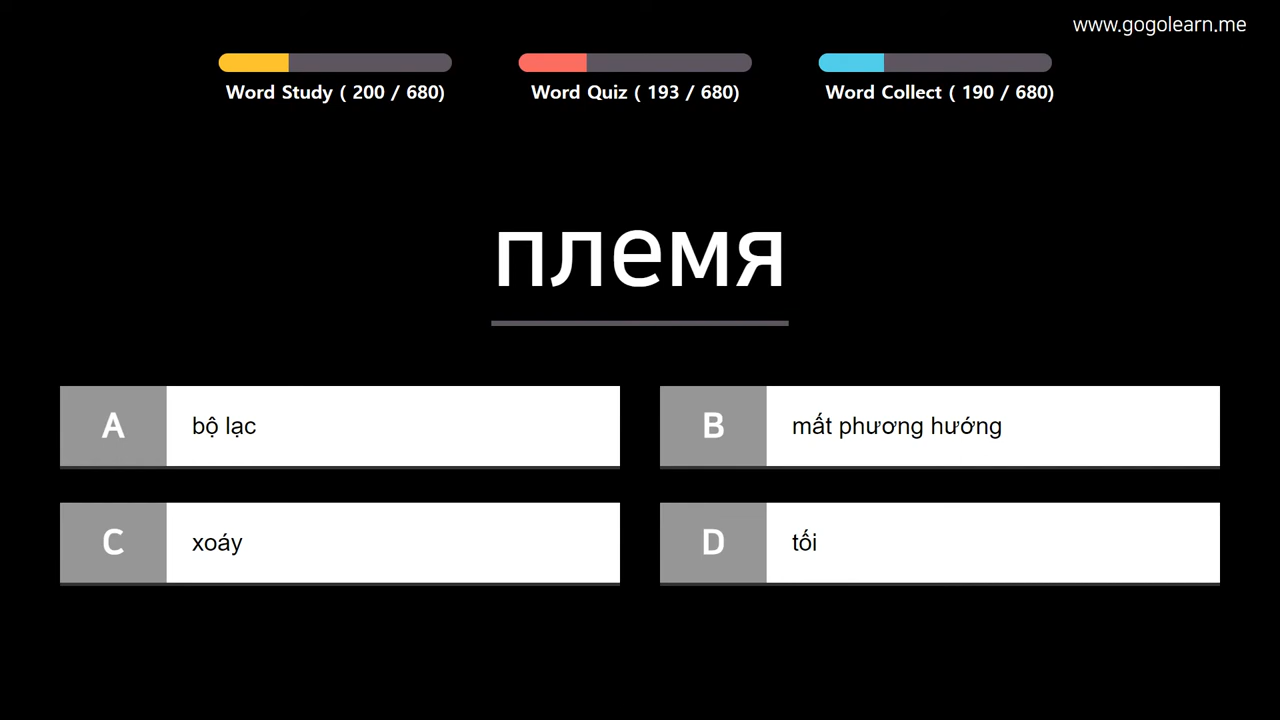 www.gogolearn.me
Word Study ( 200 / 680)
Word Quiz ( 193 / 680)
Word Collect ( 190 / 680)
племя
A bộ lạc
B mất phương hướng
C xoáy
D tối